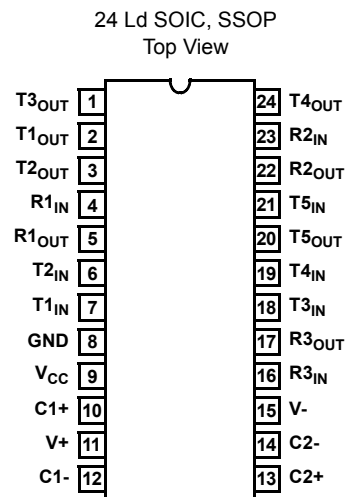 24 Ld SOIC, SSOP
Top View
T3OUT 1 24 T4OUT
T1OUT 2 23 R2IN
T2OUT 3 22 R2OUT
R1IN 4 21 T5IN
R1OUT 5 20 T5OUT
T2IN 6 19 T4IN
T1IN 7 18 T3IN
GND 8 17 R3OUT
VCC 9 16 R3IN
C1+ 10 15 V-
V+ 11 14 C2-
C1- 12 13 C2+